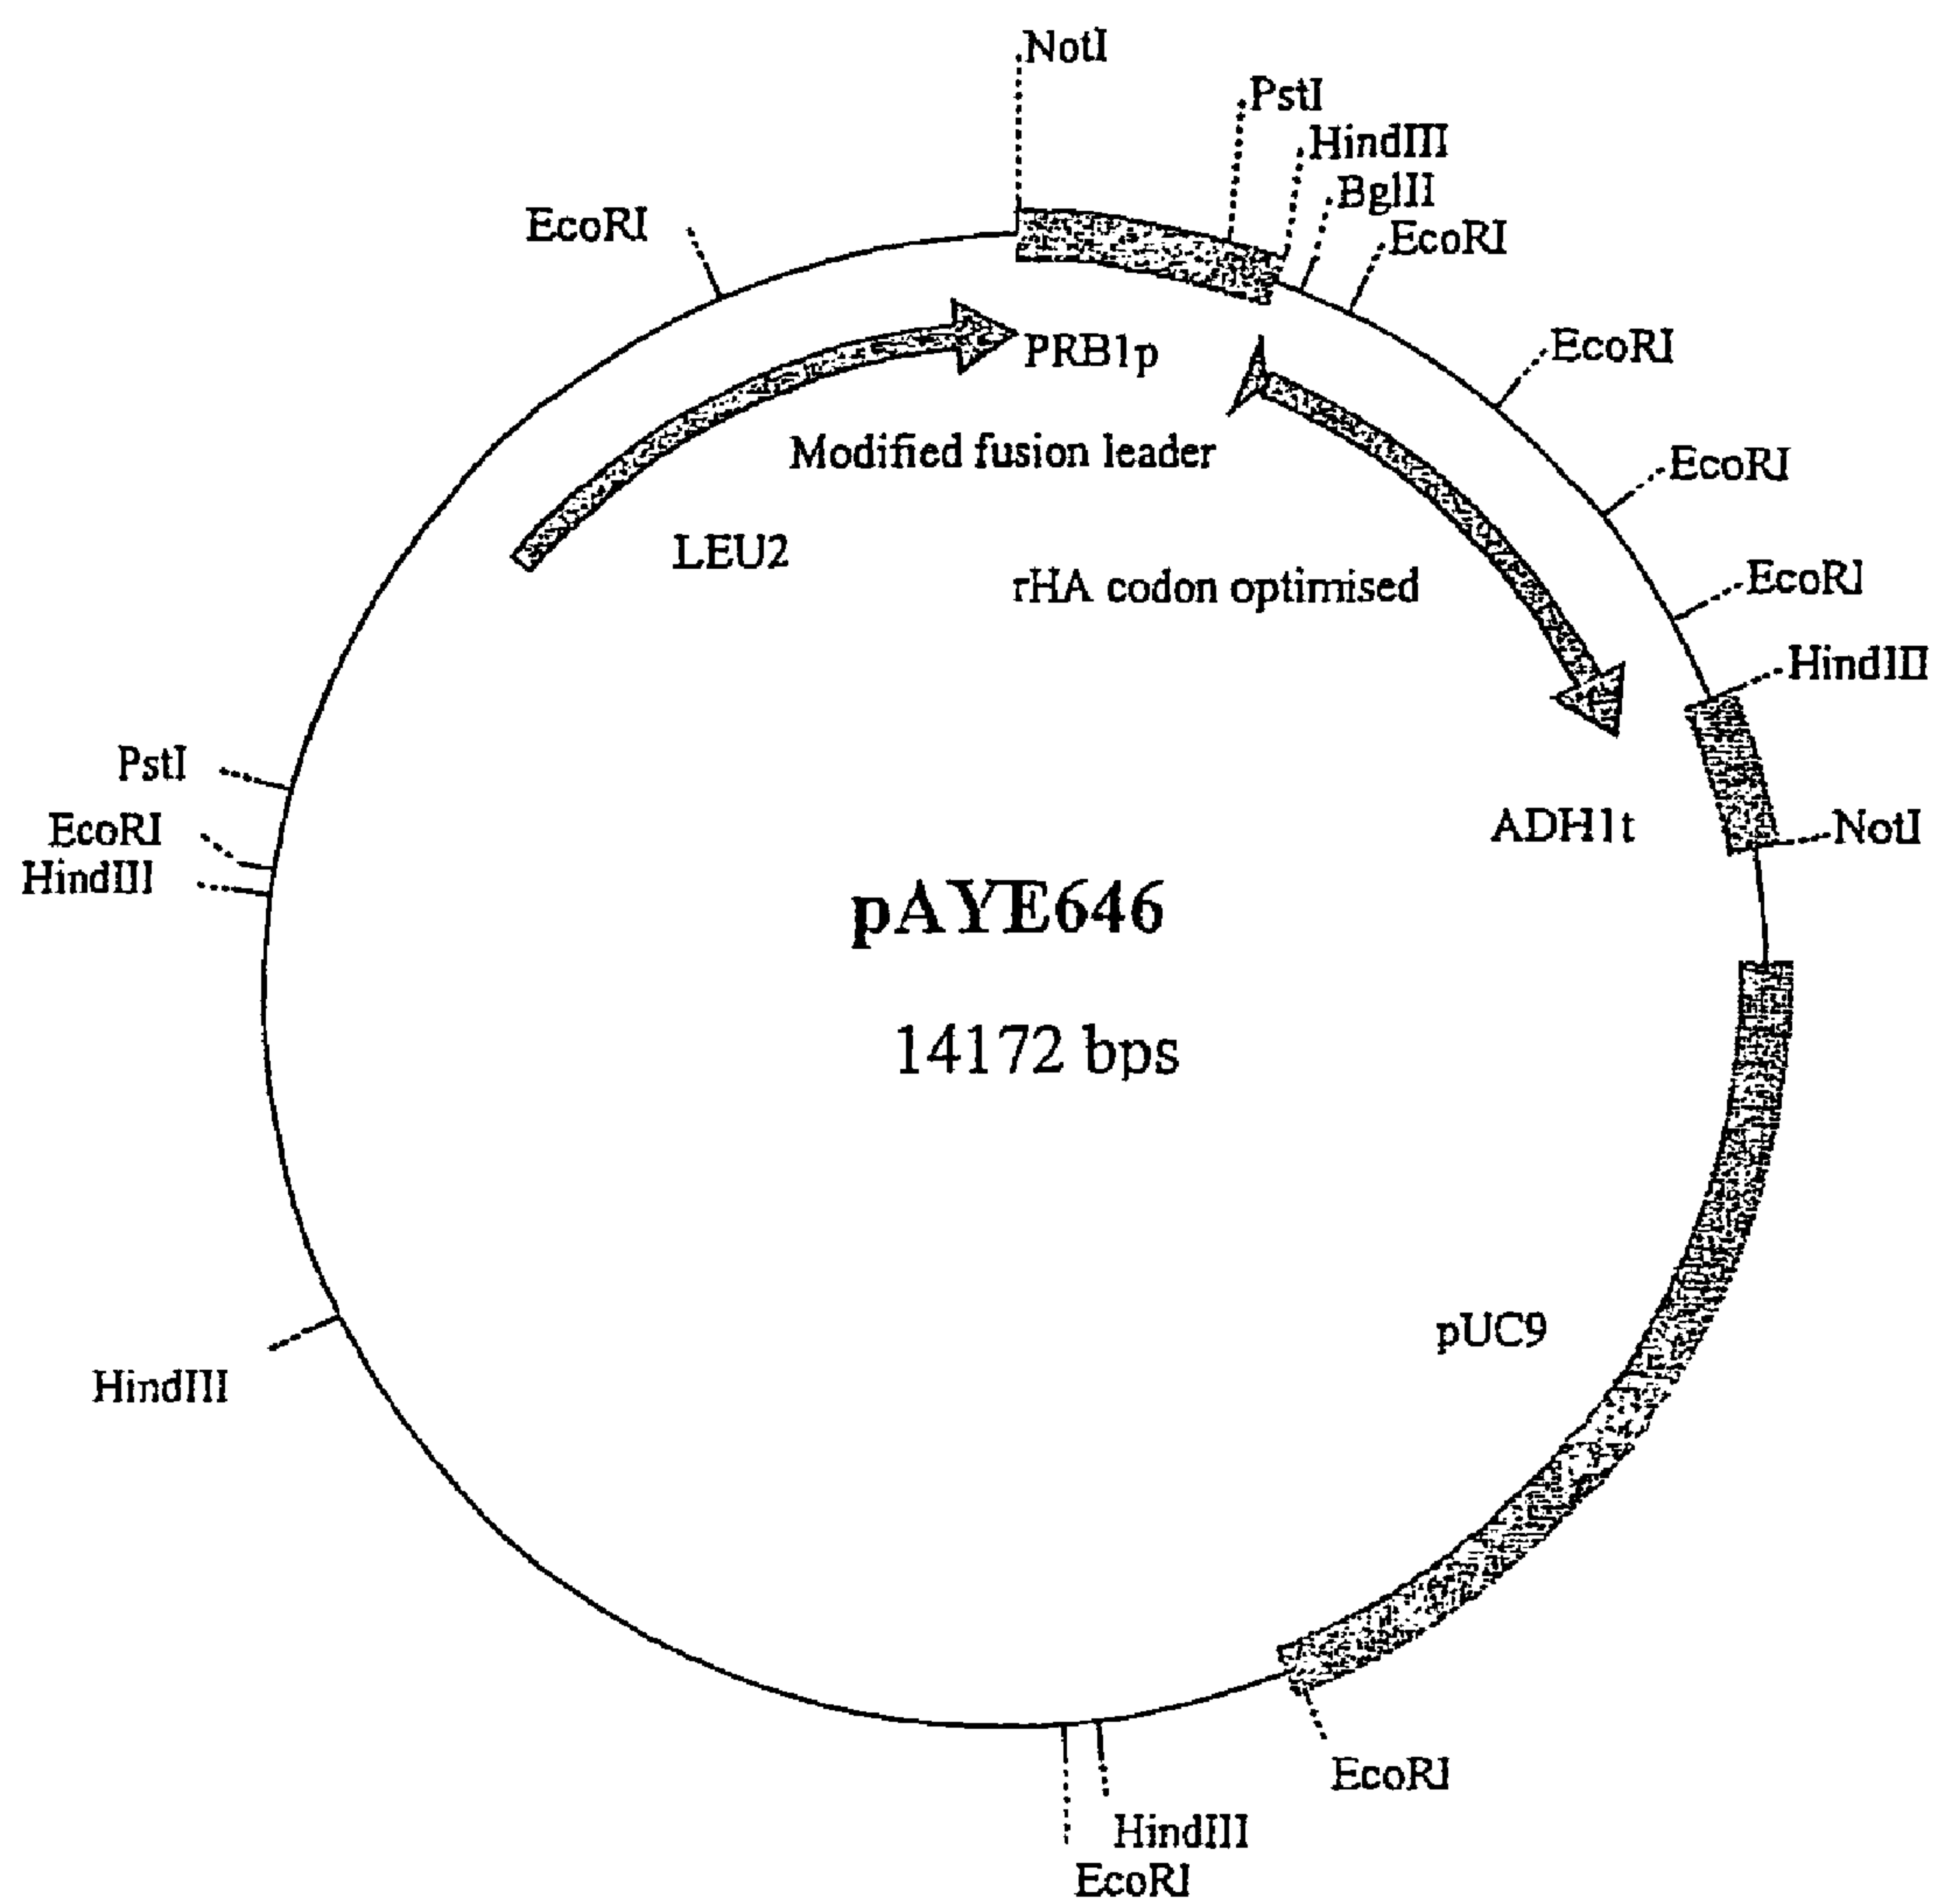 NotI
PstI
HindIII
BglII
EcoRI
EcoRI
EcoRI
PRB1p
EcoRI
Modified fusion leader
EcoRI
LEU2
rHA codon optimised
EcoRI
HindIII
PstI
EcoRI
HindIII
ADH1t
NotI
pAYE646
14172 bps
pUC9
HindIII
EcoRI
HindIII
EcoRI